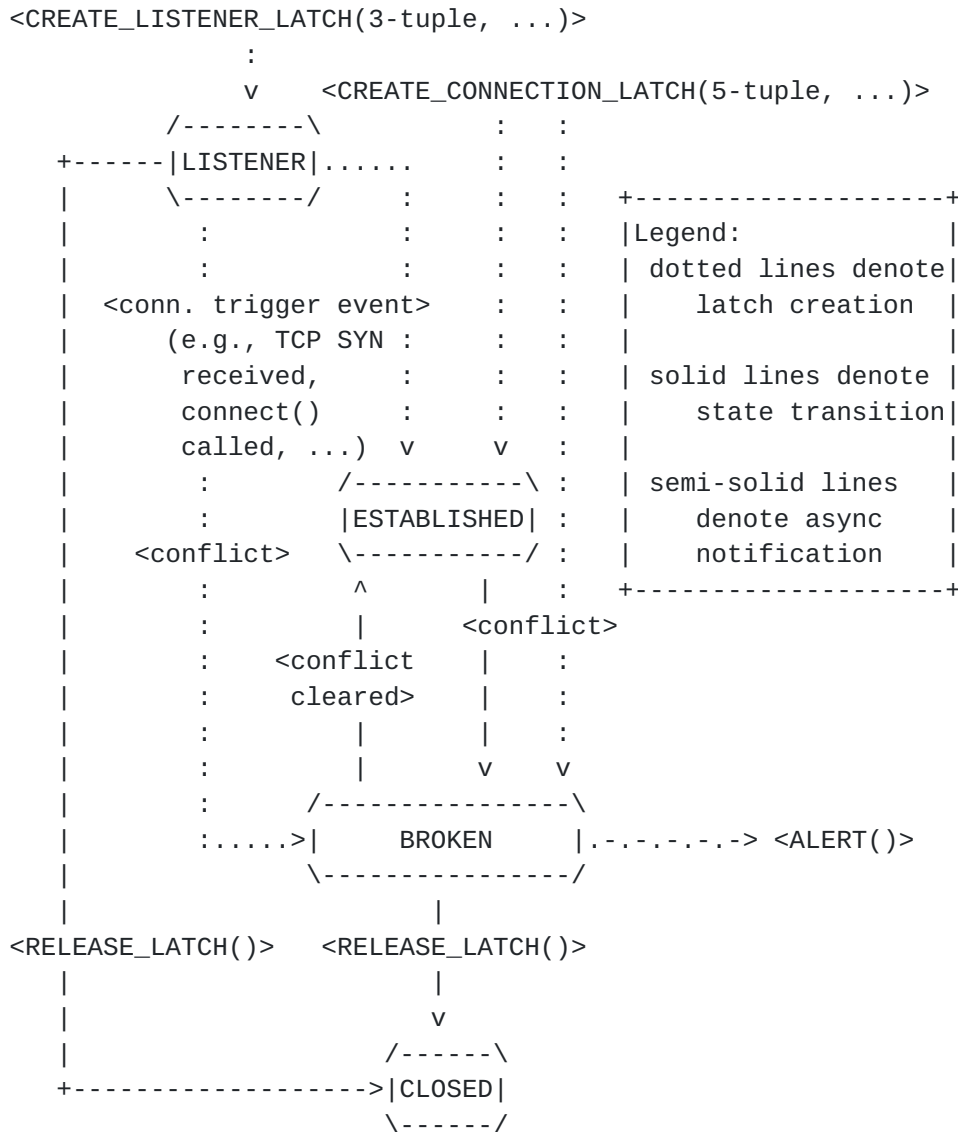 <CREATE_LISTENER_LATCH(3-tuple, ...)>
                :
                v    <CREATE_CONNECTION_LATCH(5-tuple, ...)>
           /--------\           :   :
    +------|LISTENER|......     :   :
    |      \--------/     :     :   :   +--------------------+
    |        :            :     :   :   |Legend:             |
    |        :            :     :   :   | dotted lines denote|
    |  <conn. trigger event>    :   :   |    latch creation  |
    |      (e.g., TCP SYN :     :   :   |                    |
    |       received,     :     :   :   | solid lines denote |
    |       connect()     :     :   :   |    state transition|
    |       called, ...)  v     v   :   |                    |
    |        :        /-----------\ :   | semi-solid lines   |
    |        :        |ESTABLISHED| :   |    denote async    |
    |    <conflict>   \-----------/ :   |    notification    |
    |        :         ^       |    :   +--------------------+
    |        :         |      <conflict>
    |        :    <conflict    |    :
    |        :     cleared>    |    :
    |        :         |       |    :
    |        :         |       v    v
    |        :      /----------------\
    |        :.....>|     BROKEN     |.-.-.-.-.-> <ALERT()>
    |               \----------------/
    |                       |
<RELEASE_LATCH()>   <RELEASE_LATCH()>
    |                       |
    |                       v
    |                    /------\
    +------------------->|CLOSED|
                         \------/